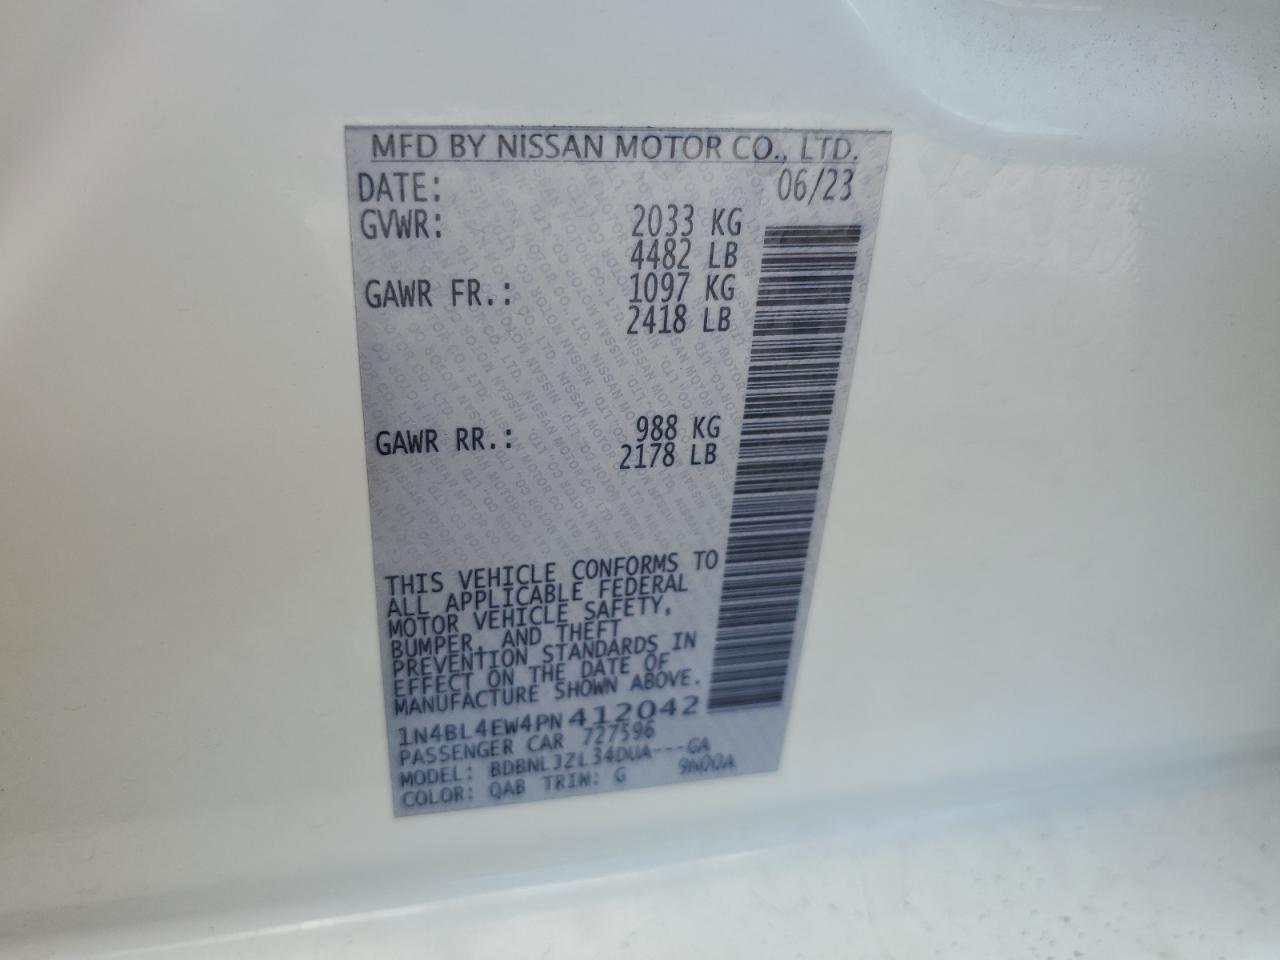 MFD BY NISSAN MOTOR CO., LTD.
DATE: 06/23
GVWR: 2033 KG
4482 LB
GAWR FR.: 1097 KG
2418 LB
GAWR RR.: 988 KG
2178 LB
THIS VEHICLE CONFORMS TO
ALL APPLICABLE FEDERAL
MOTOR VEHICLE SAFETY,
BUMPER, AND THEFT
PREVENTION STANDARDS IN
EFFECT ON THE DATE OF
MANUFACTURE SHOWN ABOVE.
1N4BL4EW4PN412042
PASSENGER CAR 727596
MODEL: BDBNLJZL34DUA---GA
COLOR: QAB TRIM: G